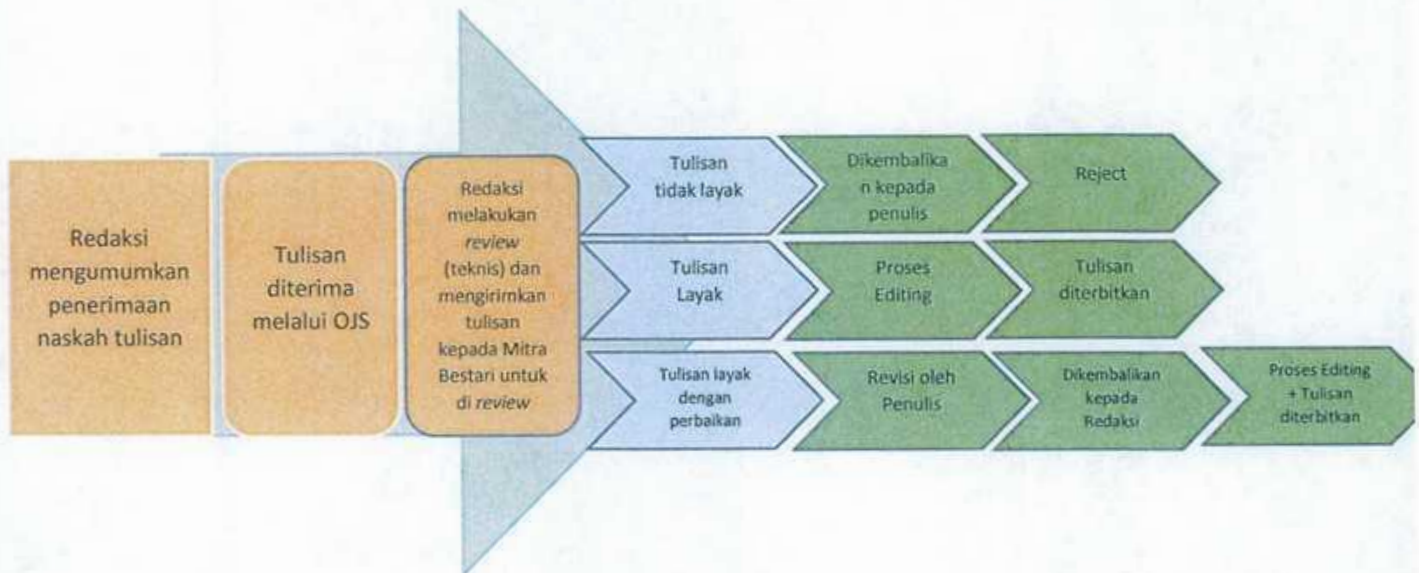 Redaksi
mengumumkan
penerimaan
naskah tulisan
Tulisan
diterima
melalui OJS
Redaksi
melakukan
review
(teknis) dan
mengirimkan
tulisan
kepada Mitra
Bestari untuk
di review
Tulisan
tidak layak
Dikembalika
n kepada
penulis
Reject
Tulisan
Layak
Proses
Editing
Tulisan
diterbitkan
Tulisan layak
dengan
perbaikan
Revisi oleh
Penulis
Dikembalikan
kepada
Redaksi
Proses Editing
+ Tulisan
diterbitkan